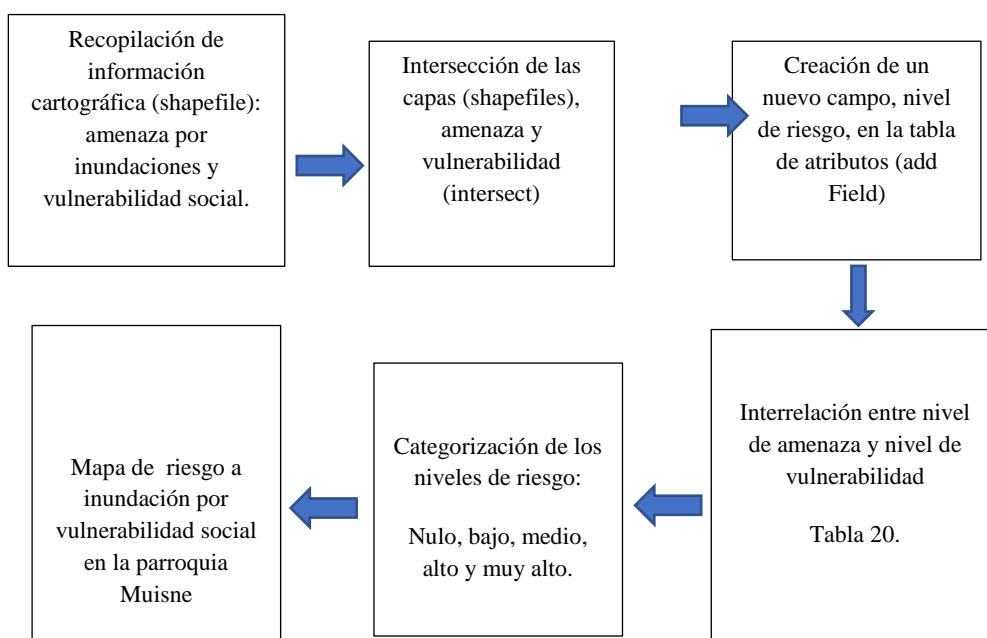 Recopilación de
información
cartográfica (shapefile):
amenaza por
inundaciones y
vulnerabilidad social.
Intersección de las
capas (shapefiles),
amenaza y
vulnerabilidad
(intersect)
Creación de un
nuevo campo, nivel
de riesgo, en la tabla
de atributos (add
Field)
Interrelación entre nivel
de amenaza y nivel de
vulnerabilidad
Tabla 20.
Categorización de los
niveles de riesgo:
Nulo, bajo, medio,
alto y muy alto.
Mapa de riesgo a
inundación por
vulnerabilidad social
en la parroquia
Muisne